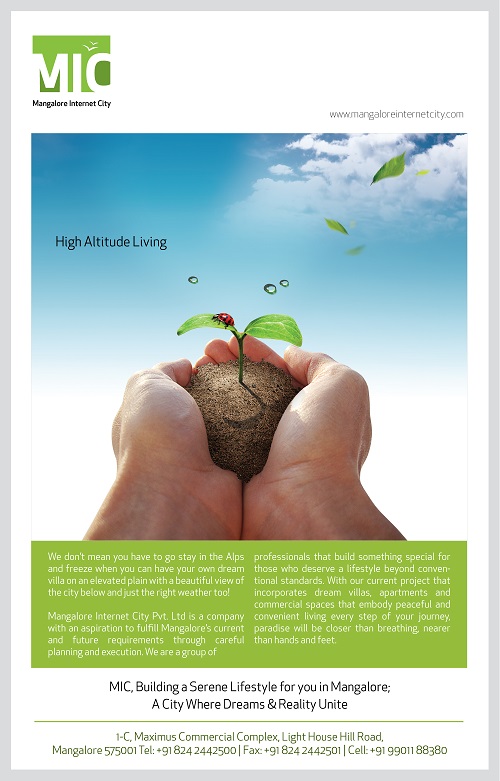 MIC
Mangalore Internet City
www.mangaloreinternetcity.com
High Altitude Living
We don't mean you have to go stay in the Alps
and freeze when you can have your own dream
villa on an elevated plain with a beautiful view of
the city below and just the right weather too!
Mangalore Internet City Pvt. Ltd is a company
with an aspiration to fulfill Mangalore's current
and future requirements through careful
planning and execution. We are a group of
professionals that build something special for
those who deserve a lifestyle beyond conven-
tional standards. With our current project that
incorporates dream villas, apartments and
commercial spaces that embody peaceful and
convenient living every step of your journey,
paradise will be closer than breathing, nearer
than hands and feet.
MIC, Building a Serene Lifestyle for you in Mangalore;
A City Where Dreams & Reality Unite
1-C, Maximus Commercial Complex, Light House Hill Road,
Mangalore 575001 Tel: +91 824 2442500 | Fax: +91 824 2442501 | Cell: +91 99011 88380